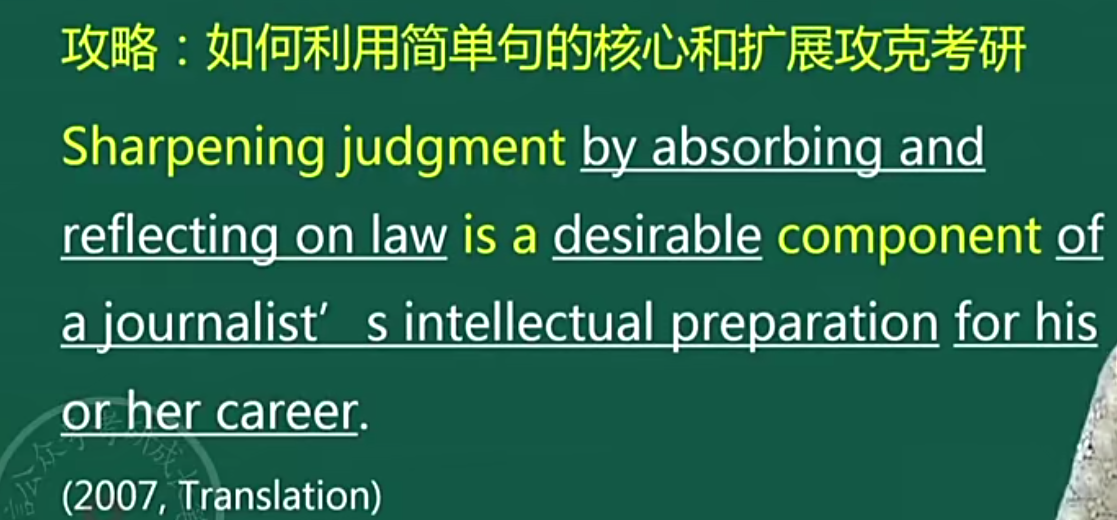 攻略：如何利用简单句的核心和扩展攻克考研
Sharpening judgment by absorbing and
reflecting on law is a desirable component of
a journalist’s intellectual preparation for his
or her career.
(2007, Translation)